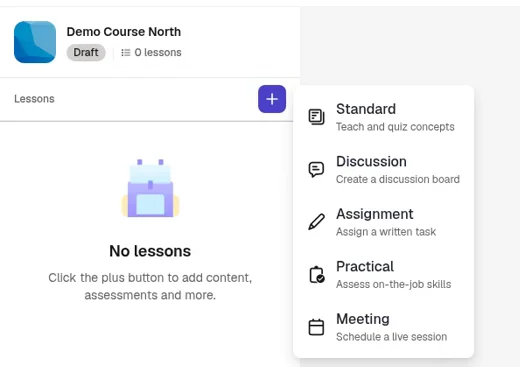 Demo Course North
Draft
0 lessons
Lessons
No lessons
Click the plus button to add content,
assessments and more.
Standard
Teach and quiz concepts
Discussion
Create a discussion board
Assignment
Assign a written task
Practical
Assess on-the-job skills
Meeting
Schedule a live session